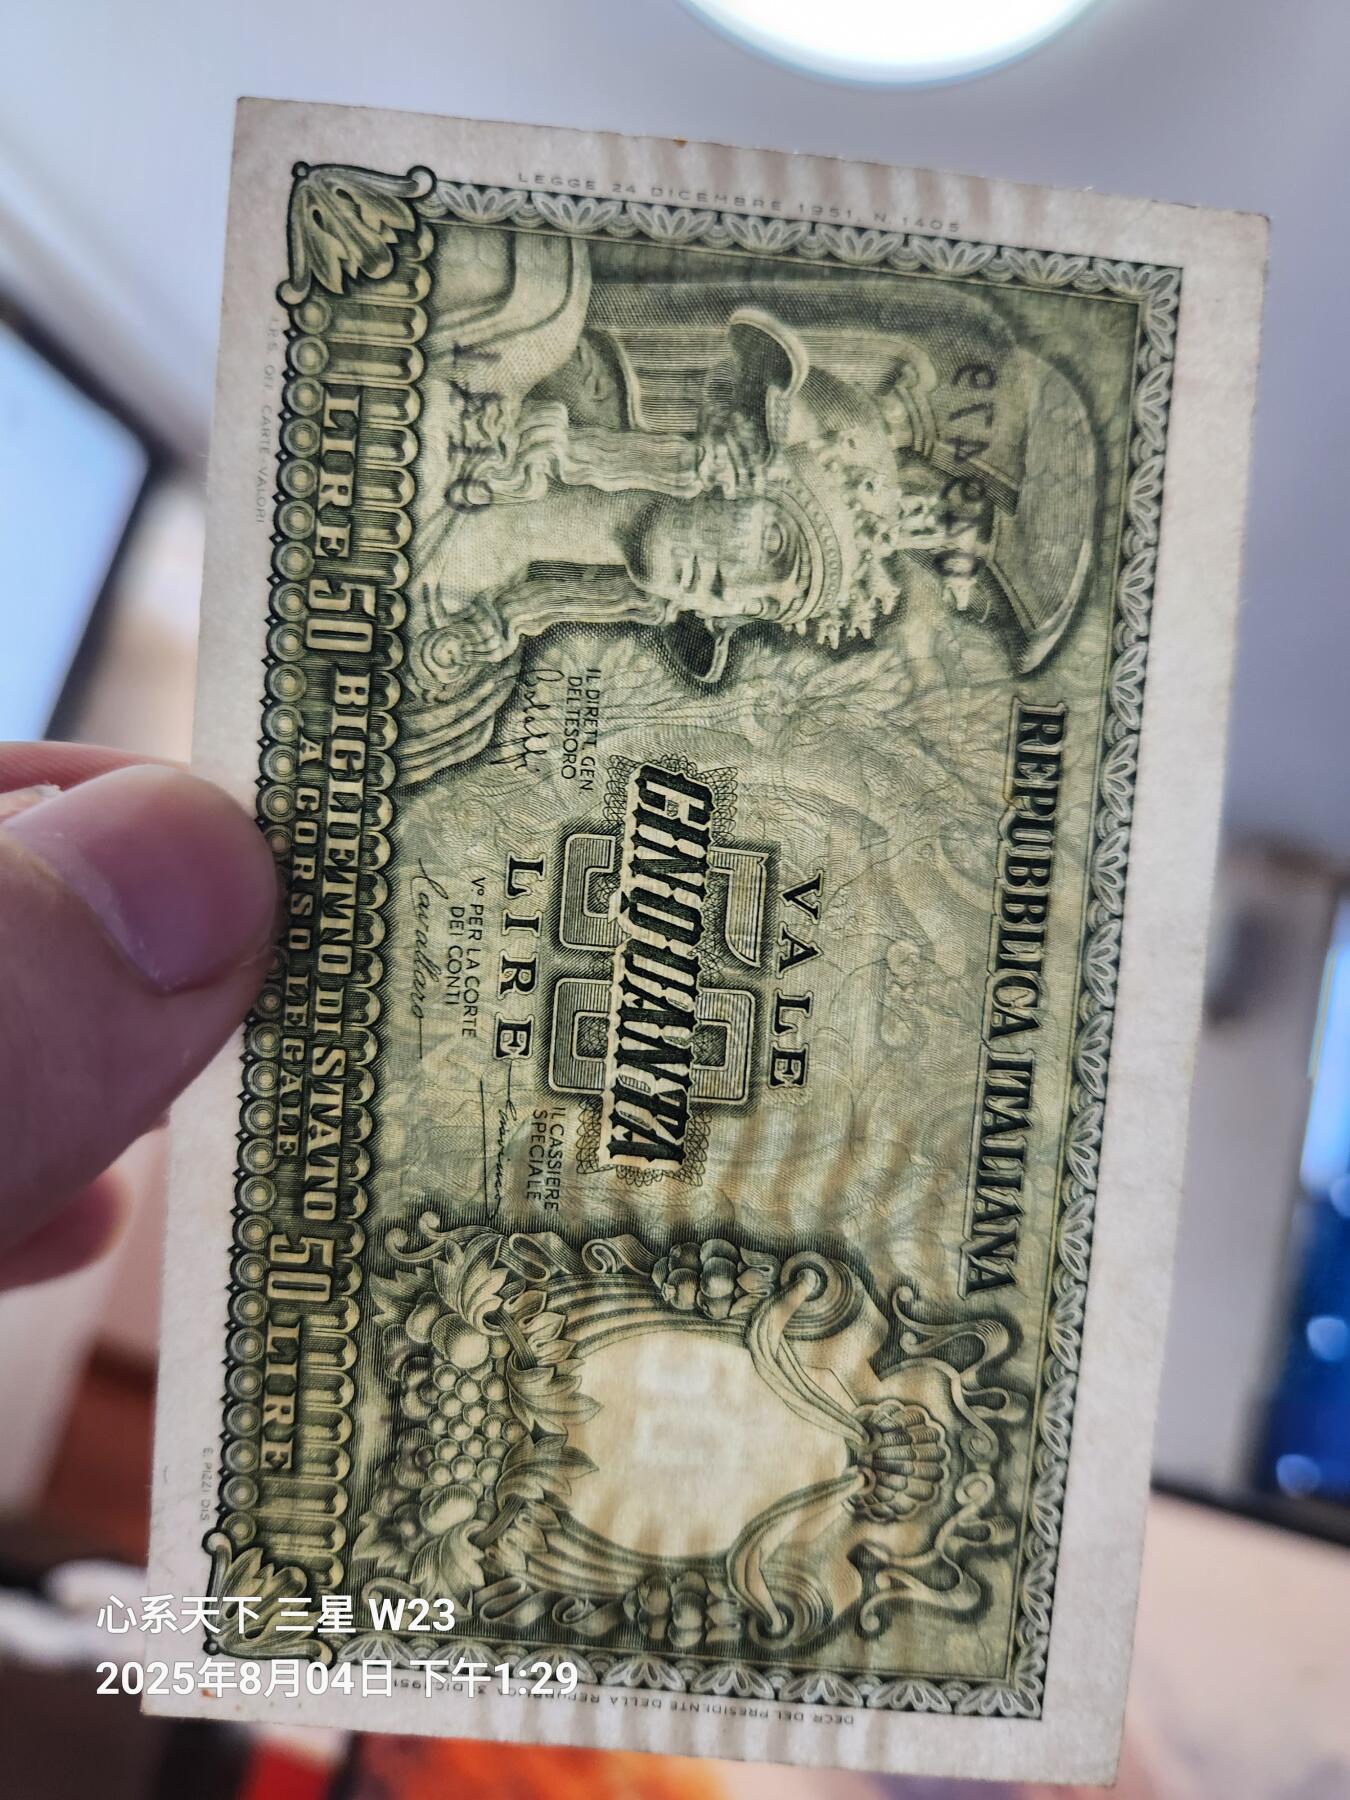 LEGGE 24 DICEMBRE 1951, N. 1405
REPUBBLICA ITALIANA
VALE
50
CINQUANTA
LIRE
IL DIRETT. GEN
DEL TESORO
Vº PER LA CORTE
DEI CONTI
Cavallaro
IL CASSIERE
SPECIALE
LIRE 50 BIGLIETTO DI STATO 50 LIRE
A CORSO LEGALE
OFF. CARTE-VALORI
E. PIZZI DIS
DECR. DEL PRESIDENTE DELLA REPUBBLICA
心系天下 三星 W23
2025年8月04日 下午1:29